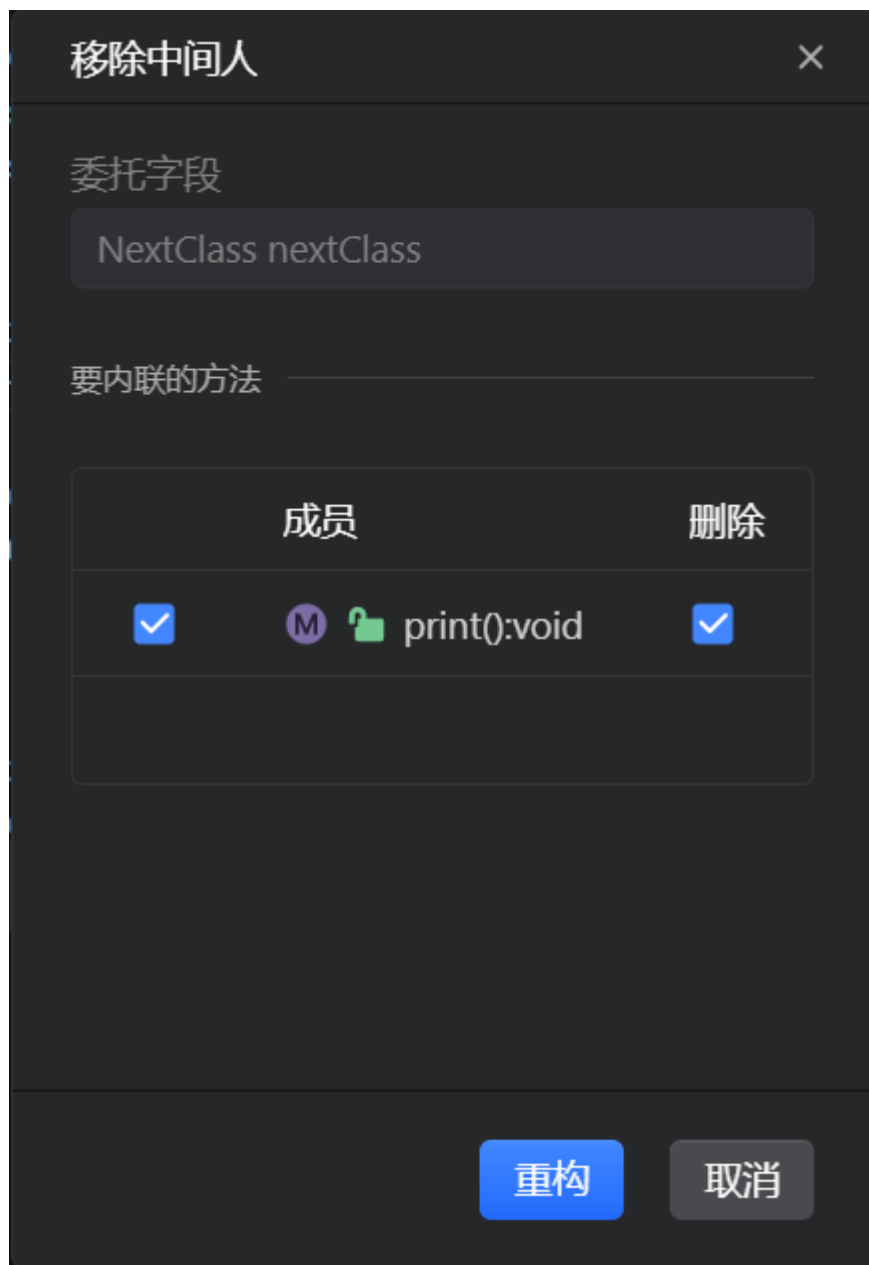 移除中间人
委托字段
NextClass nextClass
要内联的方法
成员 删除
M print():void
重构 取消